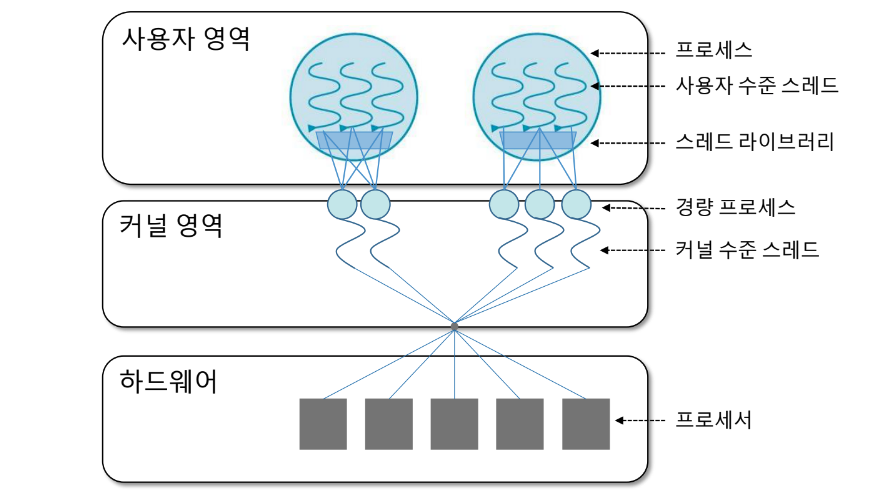 사용자 영역
프로세스
사용자 수준 스레드
스레드 라이브러리
경량 프로세스
커널 영역
커널 수준 스레드
하드웨어
프로세서